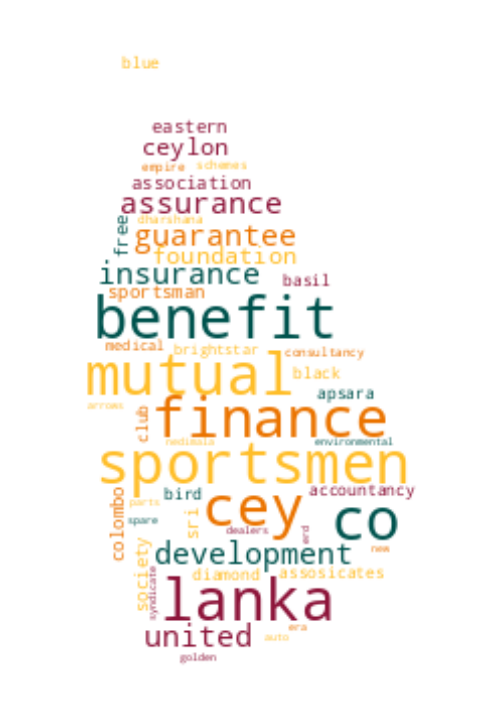 blue
eastern
ceylon
empire schemes
association
assurance
dharshana
free
guarantee
foundation
insurance
basil
sportsman
benefit
medical
brightstar
consultancy
mutual
black
apsara
arroma
club
finance
nedimala
environmental
sportsmen
accountancy
bird
colombo
parts
cey
co
spare
sri
dealers
erd
new
development
society
diamond
assosicates
syndicate
lanka
era
united
auto
golden